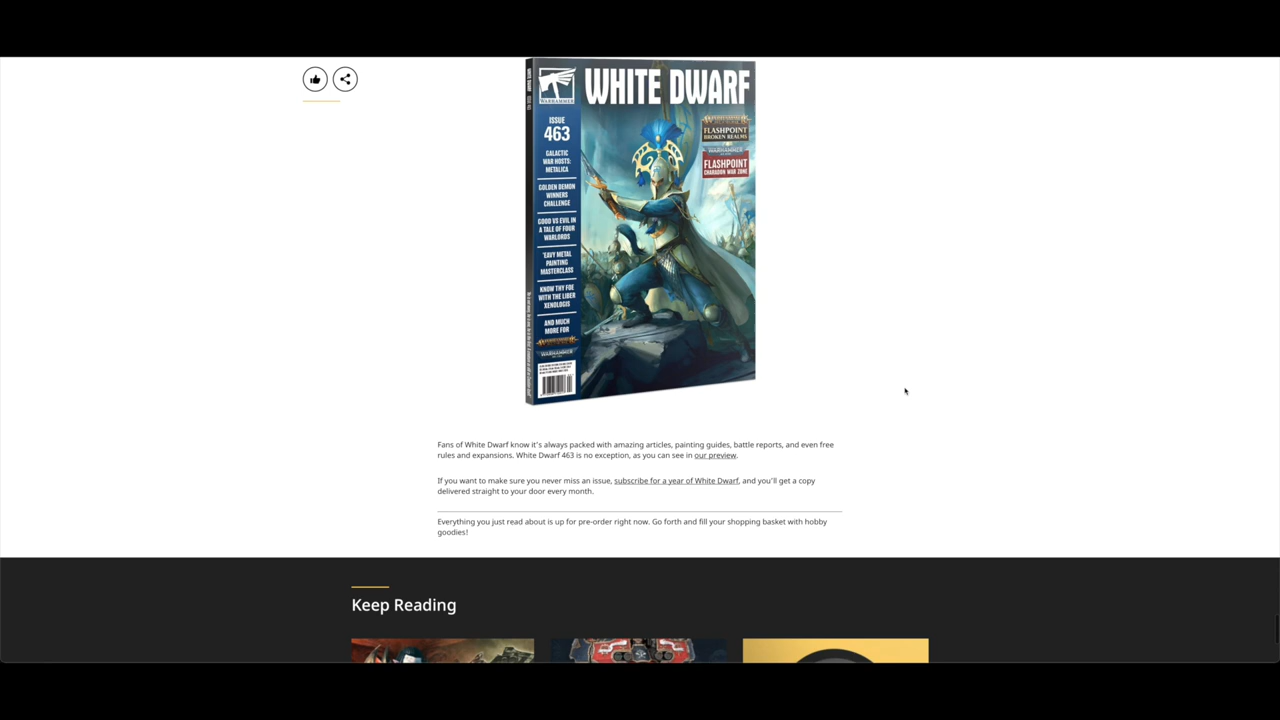 WHITE DWARF
WARHAMMER
ISSUE
463
GALACTIC
WAR HOSTS:
METALICA
GOLDEN DEMON
WINNERS
CHALLENGE
GOOD VS EVIL IN
A TALE OF FOUR
WARLORDS
'EAVY METAL
PAINTING
MASTERCLASS
KNOW THY FOE
WITH THE LIBER
XENOLOGIS
AND MUCH
MORE FOR
WARHAMMER
FLASHPOINT
BROKEN REALMS
WARHAMMER
FLASHPOINT
CHARADON WAR ZONE
Fans of White Dwarf know it's always packed with amazing articles, painting guides, battle reports, and even free
rules and expansions. White Dwarf 463 is no exception, as you can see in our preview.
If you want to make sure you never miss an issue, subscribe for a year of White Dwarf, and you'll get a copy
delivered straight to your door every month.
Everything you just read about is up for pre-order right now. Go forth and fill your shopping basket with hobby
goodies!
Keep Reading